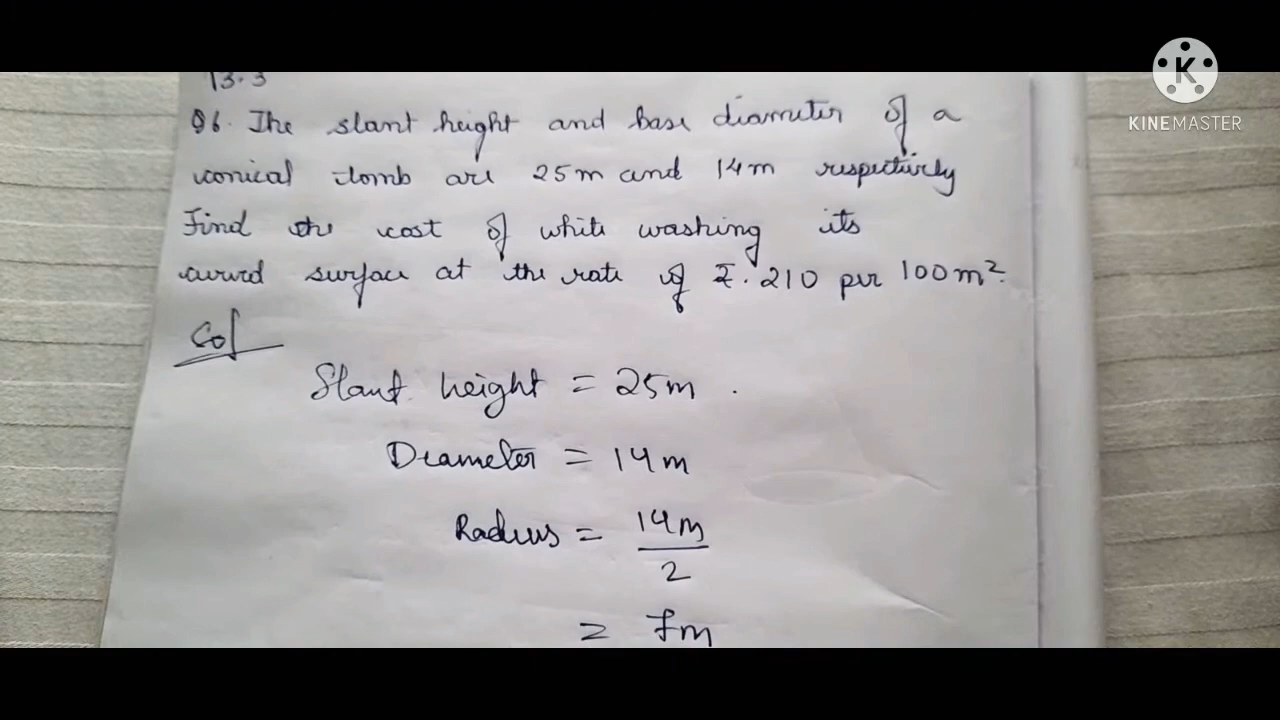 13.3
Q6. The slant height and base diameter of a
conical tomb are 25m and 14m respectively
Find the cost of white washing its
curved surface at the rate of ₹.210 per 100m².
Sol
Slant height = 25m.
Diameter = 14m
Radius = 14m
2
= 7m
K
KINEMASTER